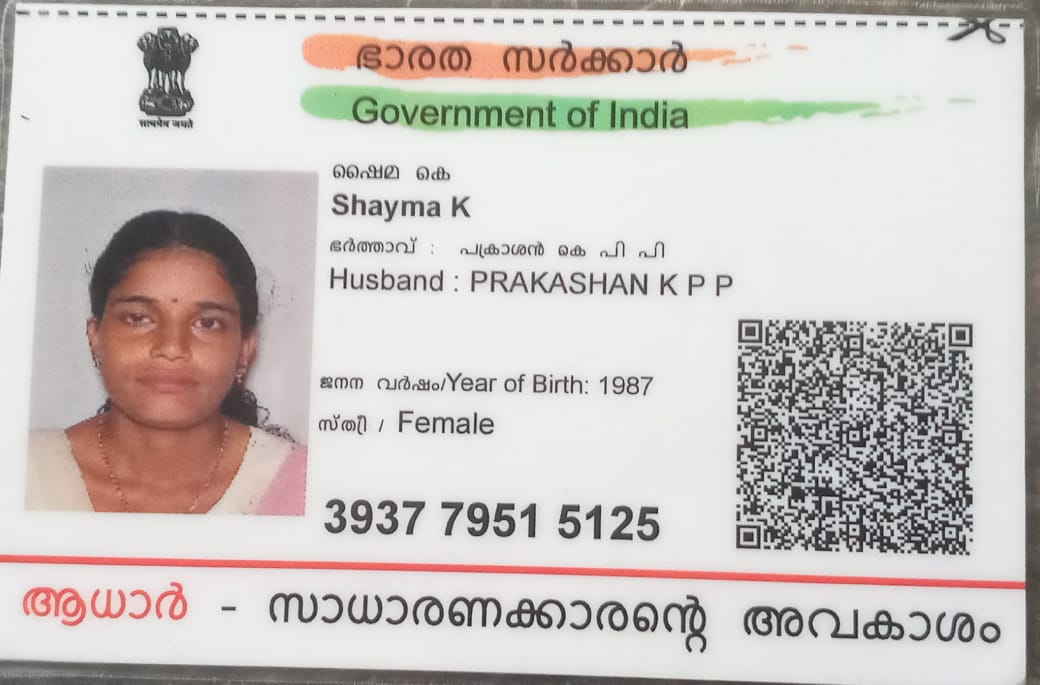 सत्यमेव जयते
ഭാരത സർക്കാർ
Government of India
ഷൈമ കെ
Shayma K
ഭർത്താവ് : പക്രാശൻ കെ പി പി
Husband : PRAKASHAN K P P
ജനന വർഷം/Year of Birth: 1987
സ്ത്രീ / Female
3937 7951 5125
ആധാർ - സാധാരണക്കാരന്റെ അവകാശം